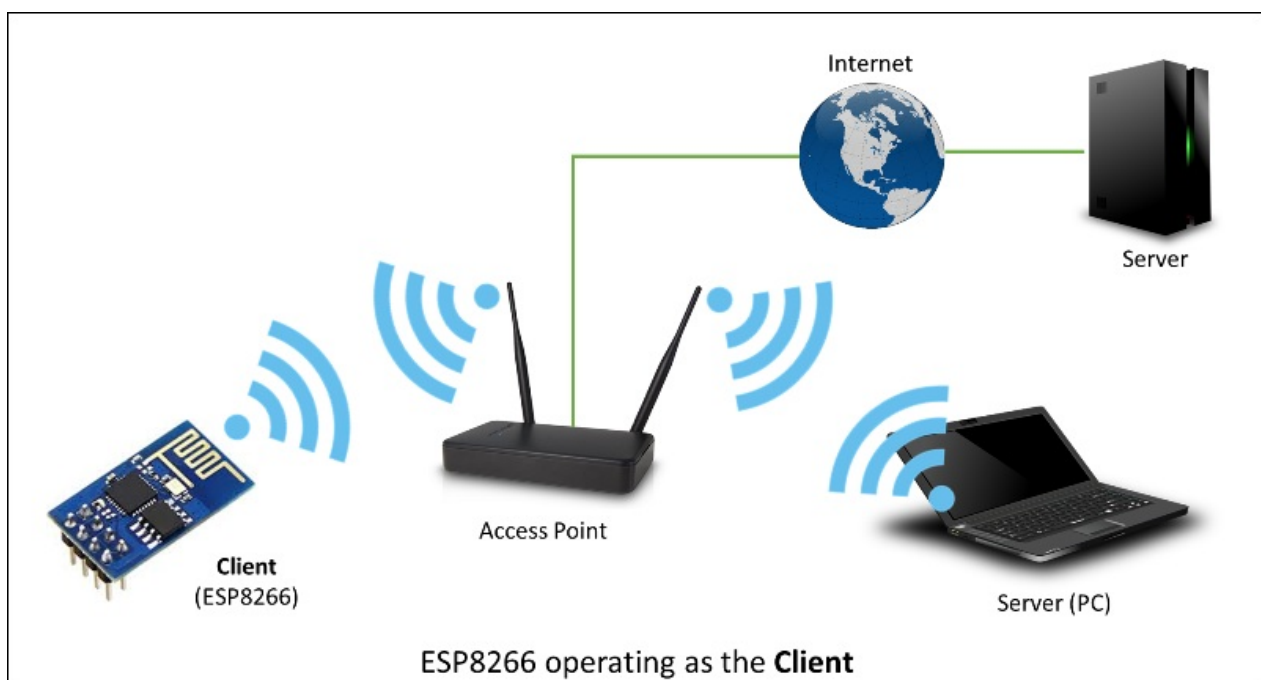 Internet
Server
Access Point
Client
(ESP8266)
Server (PC)
ESP8266 operating as the Client